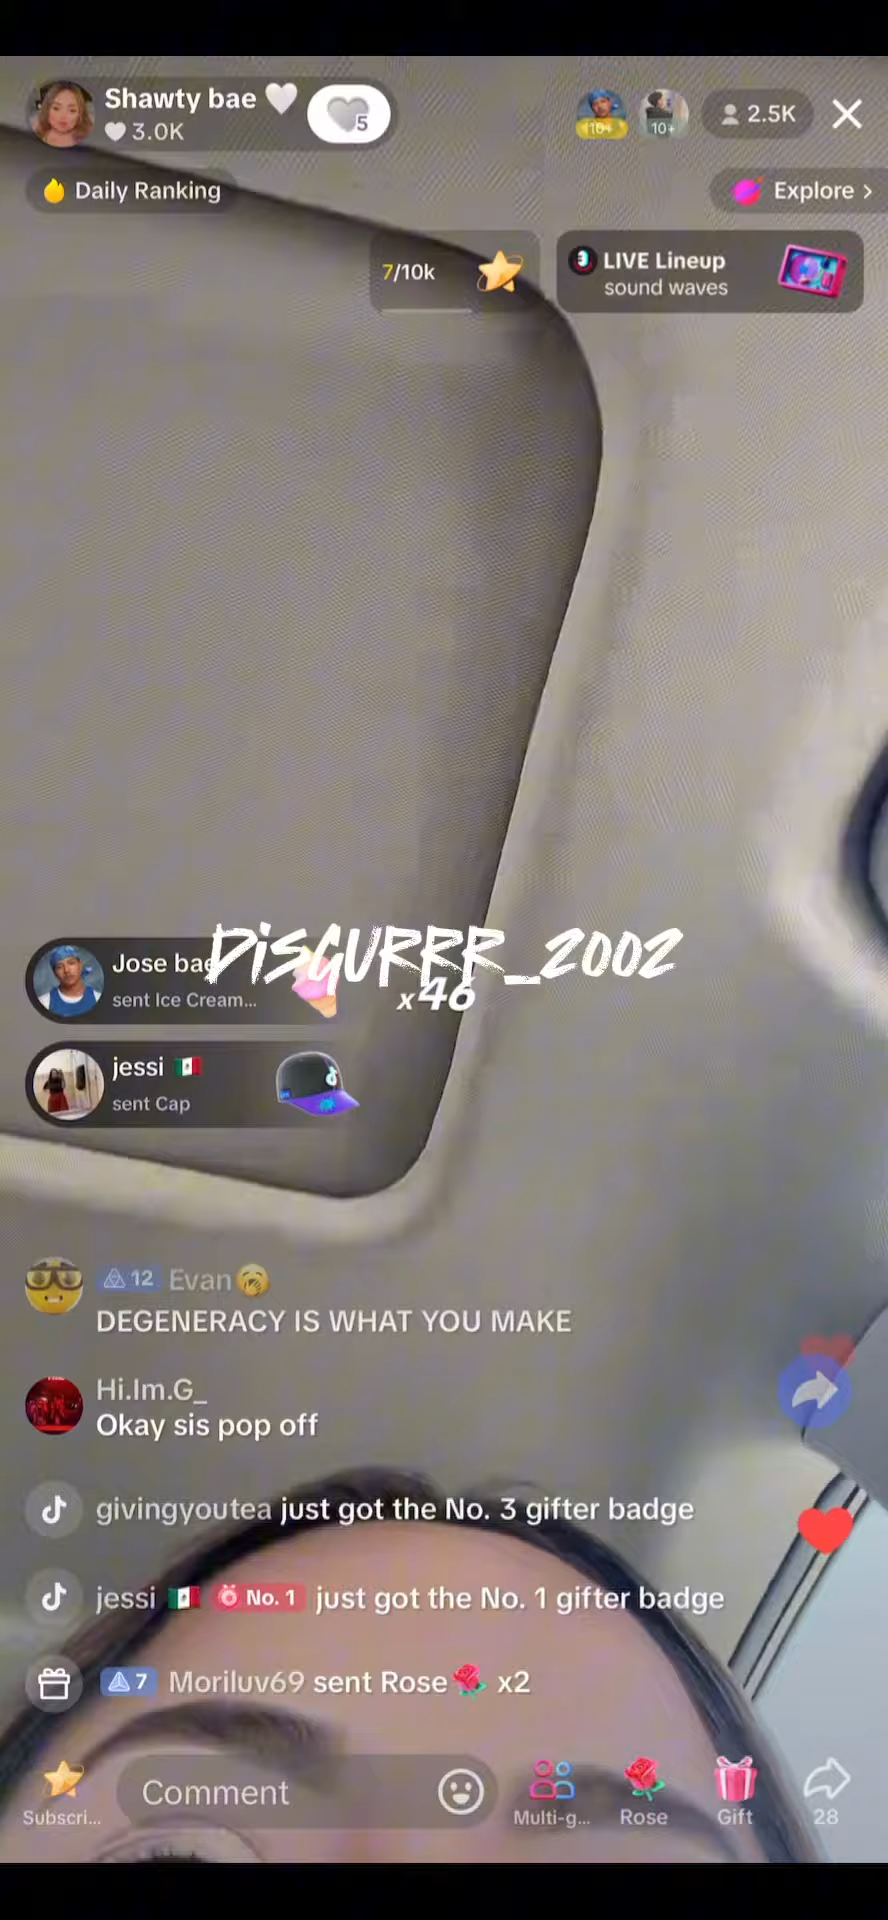 Shawty bae 🤍
3.0K
5
10+
10+
2.5K
Daily Ranking
Explore >
7/10k
LIVE Lineup
sound waves
DiSGURRR_2002
Jose bae
sent Ice Cream...
x46
jessi 🇲🇽
sent Cap
12 Evan🥱
DEGENERACY IS WHAT YOU MAKE
Hi.Im.G_
Okay sis pop off
givingyoutea just got the No. 3 gifter badge
jessi 🇲🇽 No. 1 just got the No. 1 gifter badge
7 Moriluv69 sent Rose🌹 x2
Comment
Subscri...
Multi-g...
Rose
Gift
28